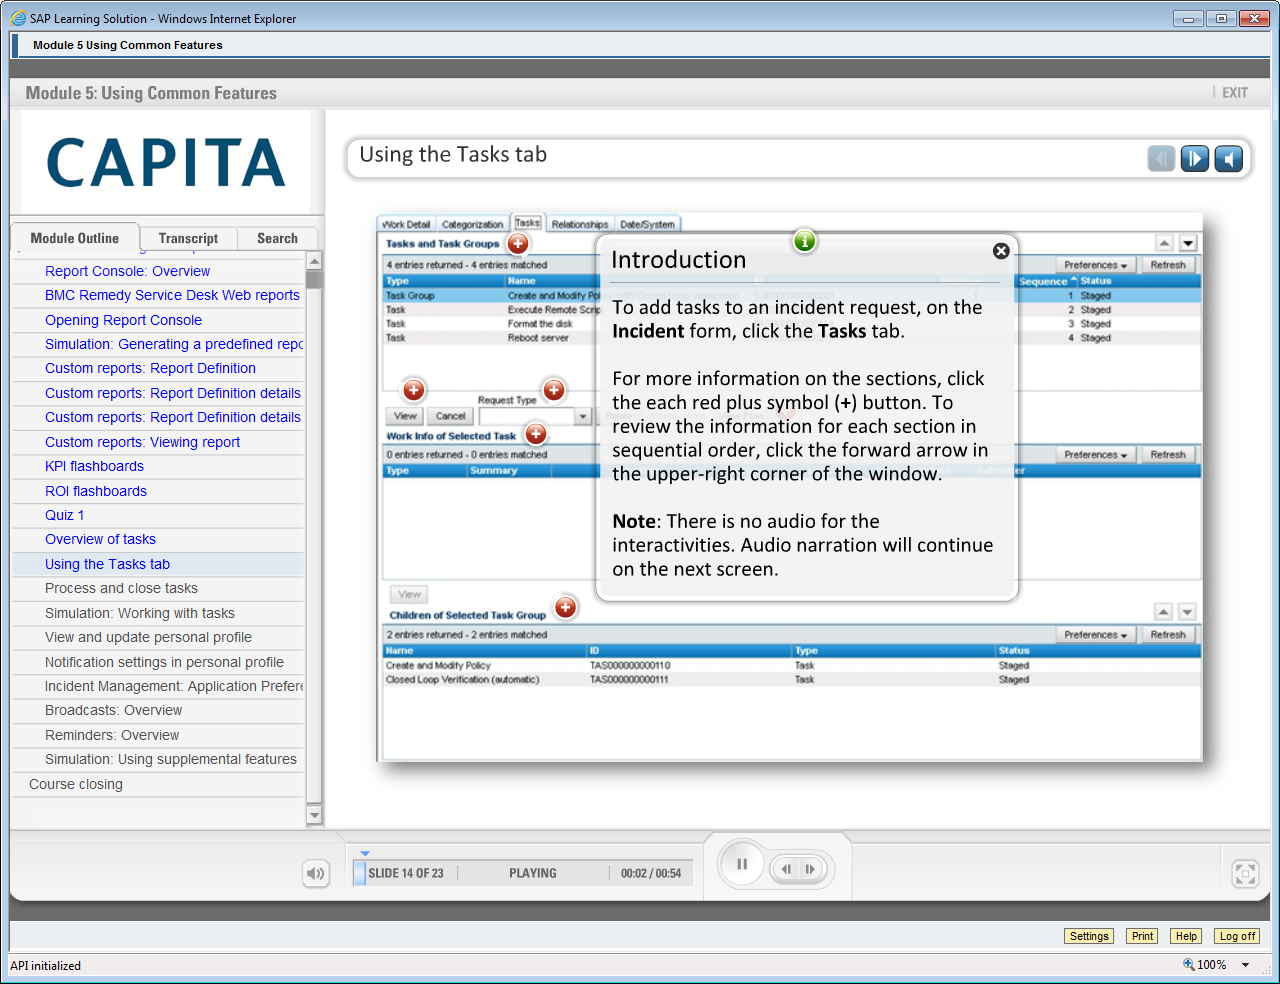 SAP Learning Solution - Windows Internet Explorer
Module 5 Using Common Features
Module 5: Using Common Features
EXIT
CAPITA
Using the Tasks tab
Module Outline
Transcript
Search
Report Console: Overview
BMC Remedy Service Desk Web reports
Opening Report Console
Simulation: Generating a predefined repo
Custom reports: Report Definition
Custom reports: Report Definition details
Custom reports: Report Definition details
Custom reports: Viewing report
KPI flashboards
ROI flashboards
Quiz 1
Overview of tasks
Using the Tasks tab
Process and close tasks
Simulation: Working with tasks
View and update personal profile
Notification settings in personal profile
Incident Management: Application Prefere
Broadcasts: Overview
Reminders: Overview
Simulation: Using supplemental features
Course closing
Work Detail Categorization Tasks Relationships Date/System
Tasks and Task Groups
4 entries returned - 4 entries matched Preferences Refresh
Type Name Sequence Status
Task Group Create and Modify Po 1 Staged
Task Execute Remote Scrip 2 Staged
Task Format the disk 3 Staged
Task Reboot server 4 Staged
Request Type
View Cancel
Work Info of Selected Task
0 entries returned - 0 entries matched Preferences Refresh
Type Summary
Introduction
To add tasks to an incident request, on the
Incident form, click the Tasks tab.
For more information on the sections, click
the each red plus symbol (+) button. To
review the information for each section in
sequential order, click the forward arrow in
the upper-right corner of the window.
Note: There is no audio for the
interactivities. Audio narration will continue
on the next screen.
View
Children of Selected Task Group
2 entries returned - 2 entries matched Preferences Refresh
Name ID Type Status
Create and Modify Policy TAS000000000110 Task Staged
Closed Loop Verification (automatic) TAS000000000111 Task Staged
SLIDE 14 OF 23 PLAYING 00:02 / 00:54
Settings Print Help Log off
API initialized
100%